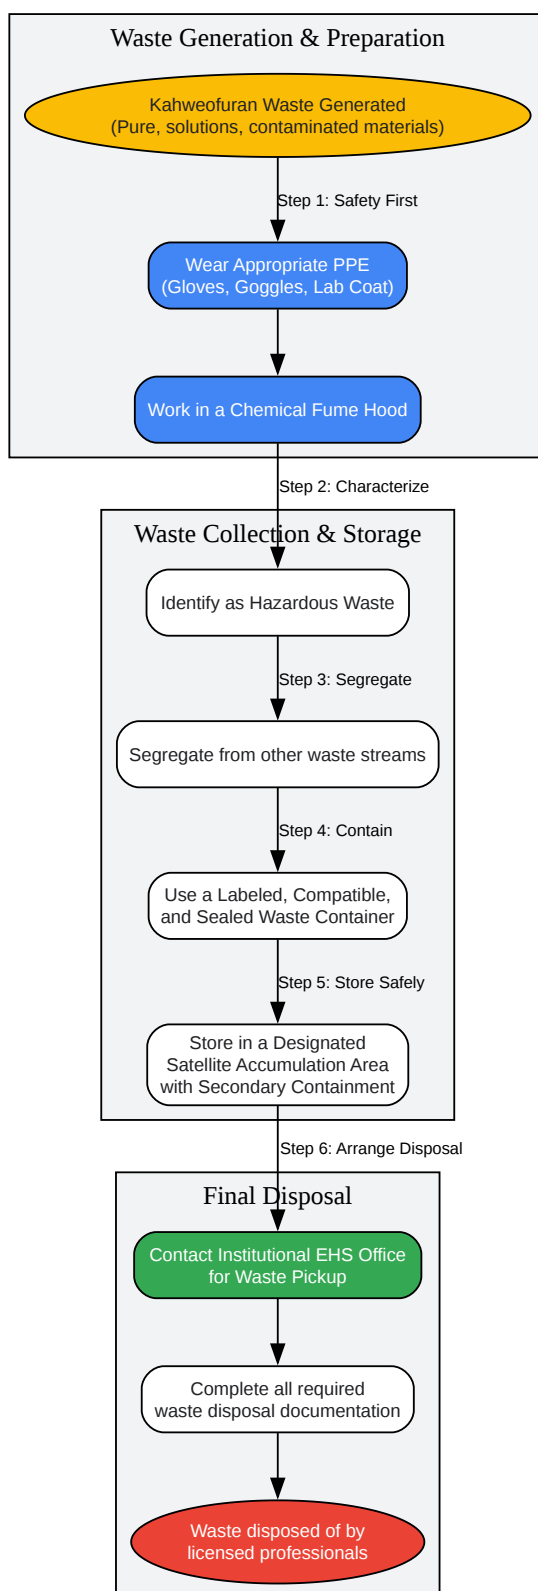 Waste Generation & Preparation
Kahweofuran Waste Generated
(Pure, solutions, contaminated materials)
Step 1: Safety First
Wear Appropriate PPE
(Gloves, Goggles, Lab Coat)
Work in a Chemical Fume Hood
Step 2: Characterize
Waste Collection & Storage
Identify as Hazardous Waste
Step 3: Segregate
Segregate from other waste streams
Step 4: Contain
Use a Labeled, Compatible,
and Sealed Waste Container
Step 5: Store Safely
Store in a Designated
Satellite Accumulation Area
with Secondary Containment
Step 6: Arrange Disposal
Final Disposal
Contact Institutional EHS Office
for Waste Pickup
Complete all required
waste disposal documentation
Waste disposed of by
licensed professionals